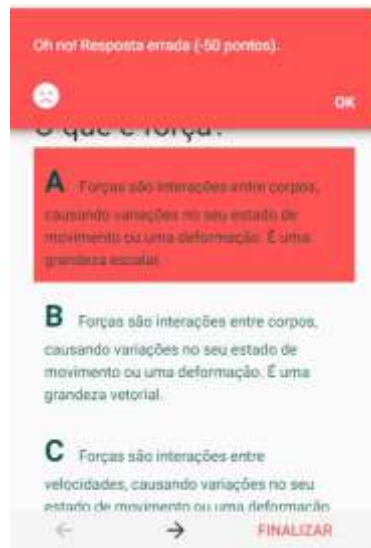 Oh no! Resposta errada (-50 pontos).
OK
O que é força?
A Forças são interações entre corpos,
causando variações no seu estado de
movimento ou uma deformação. É uma
grandeza escalar.
B Forças são interações entre corpos,
causando variações no seu estado de
movimento ou uma deformação. É uma
grandeza vetorial.
C Forças são interações entre
velocidades, causando variações no seu
estado de movimento ou uma deformação
FINALIZAR